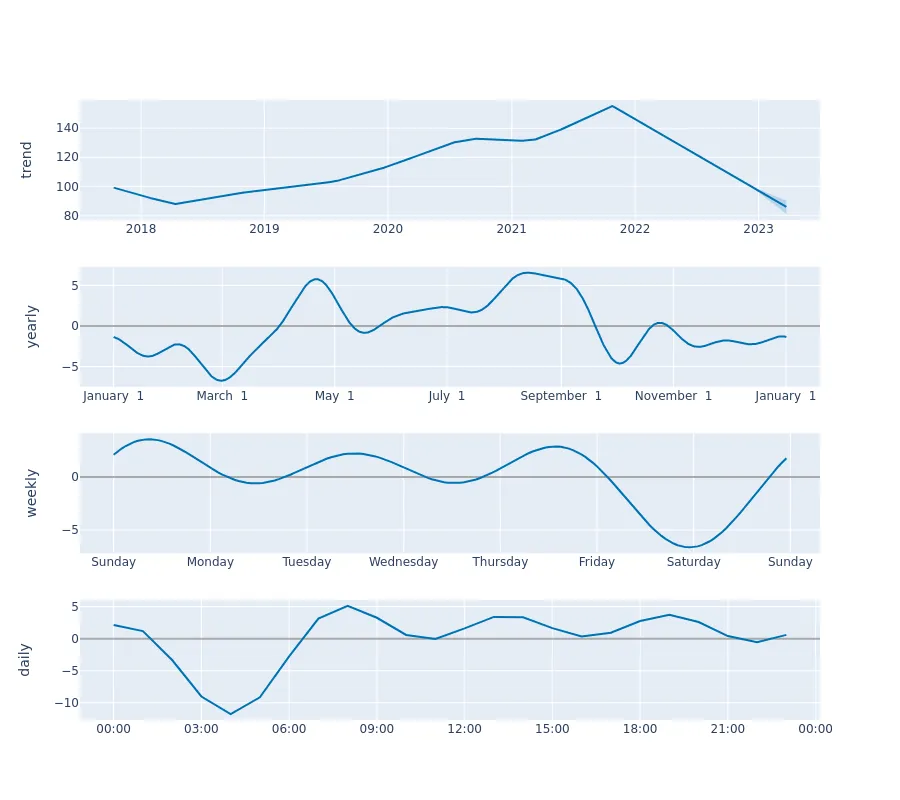 trend
140
120
100
80
2018 2019 2020 2021 2022 2023
yearly
5
0
−5
January 1 March 1 May 1 July 1 September 1 November 1 January 1
weekly
0
−5
Sunday Monday Tuesday Wednesday Thursday Friday Saturday Sunday
daily
5
0
−5
−10
00:00 03:00 06:00 09:00 12:00 15:00 18:00 21:00 00:00